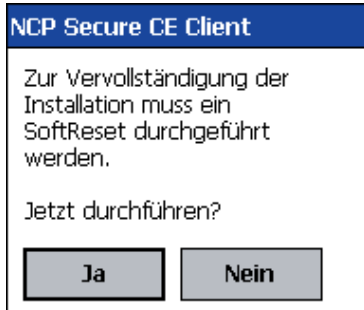 NCP Secure CE Client
Zur Vervollständigung der
Installation muss ein
SoftReset durchgeführt
werden.
Jetzt durchführen?
Ja
Nein